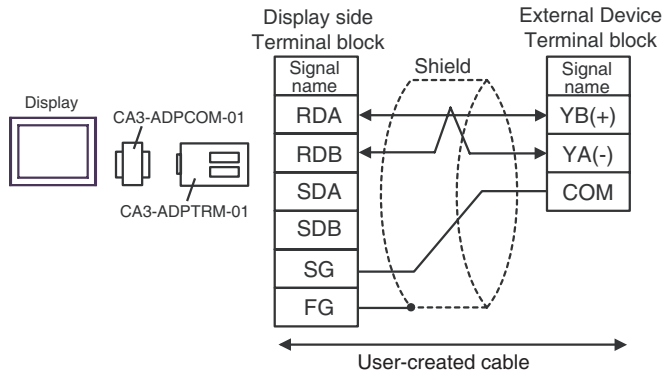 Display side
Terminal block
External Device
Terminal block
Signal
name
Shield
Signal
name
Display
CA3-ADPCOM-01
RDA
YB(+)
RDB
YA(-)
SDA
COM
CA3-ADPTRM-01
SDB
SG
FG
User-created cable